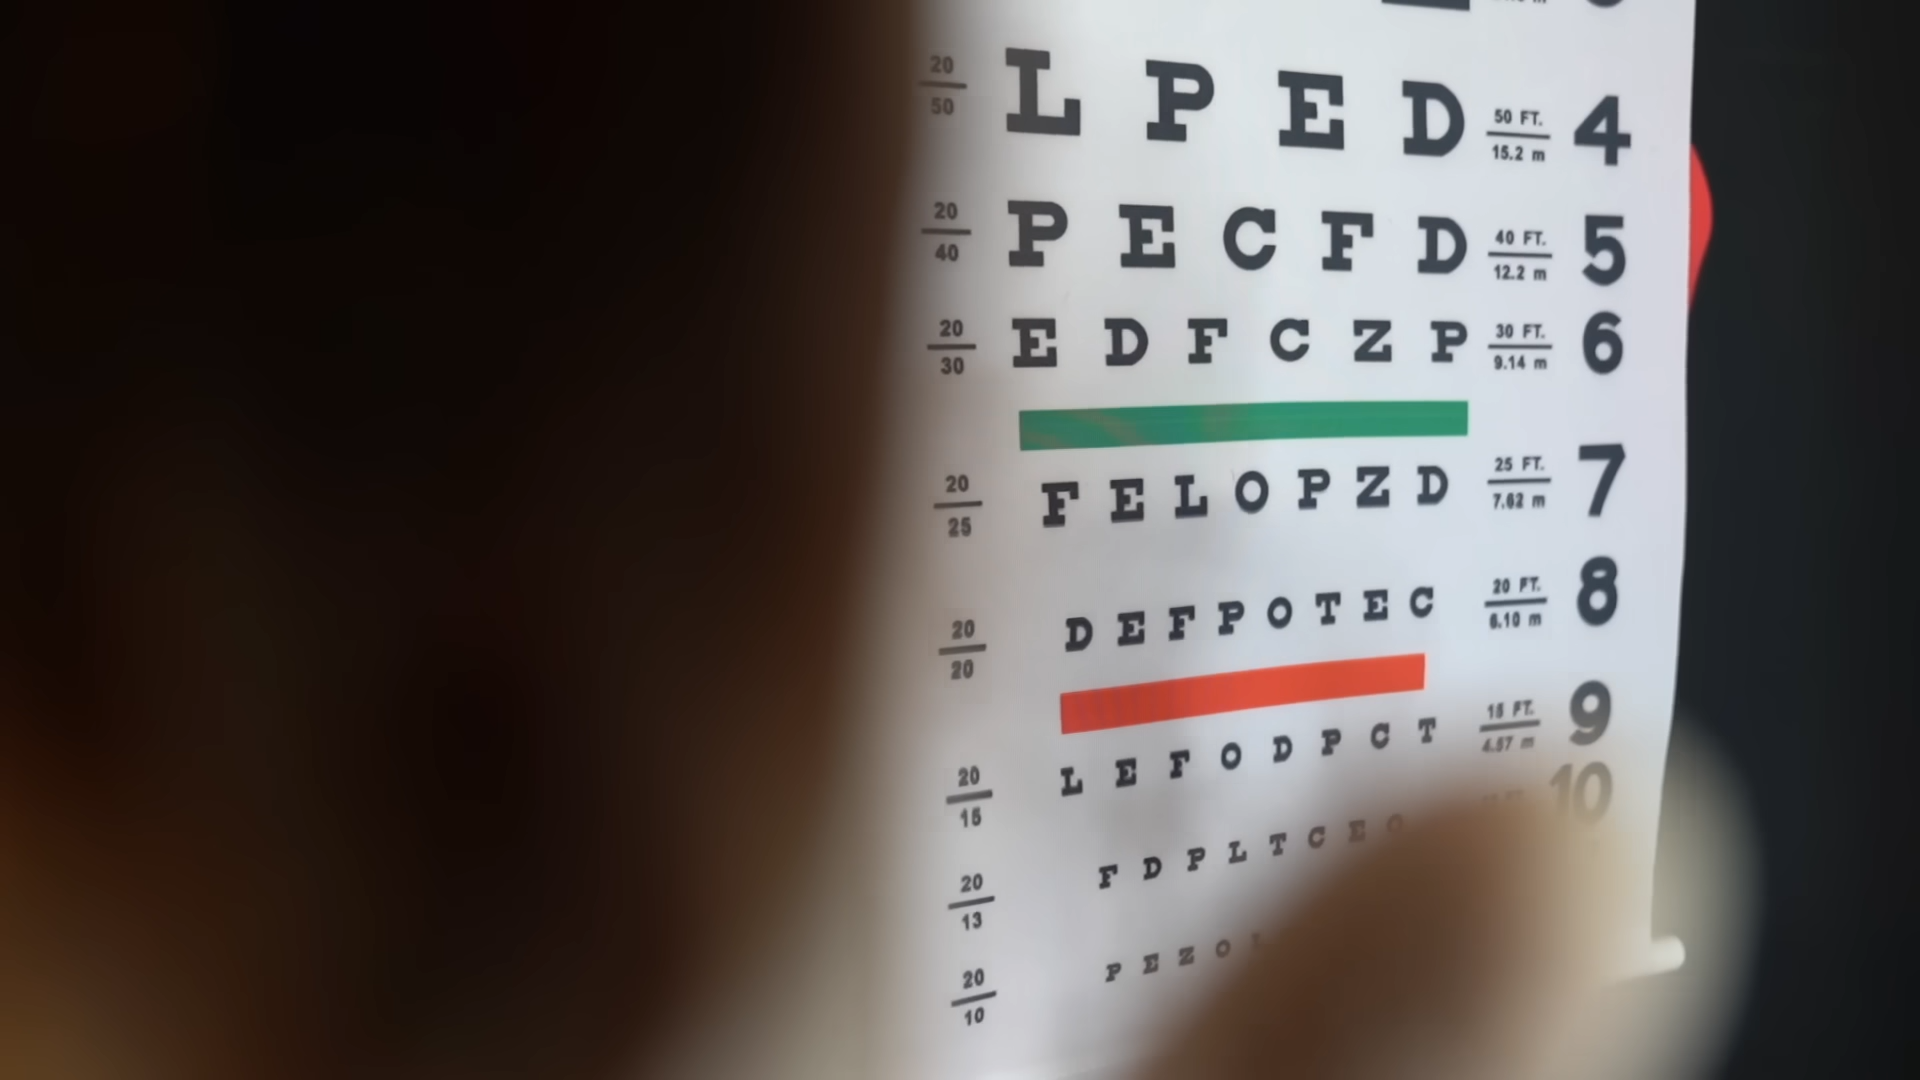 20/50 L P E D 50 FT./15.2 m 4
20/40 P E C F D 40 FT./12.2 m 5
20/30 E D F C Z P 30 FT./9.14 m 6
20/25 F E L O P Z D 25 FT./7.62 m 7
20/20 D E F P O T E C 20 FT./6.10 m 8
20/15 L E F O D P C T 15 FT./4.57 m 9
20/13 F D P L T C E O 10
20/10 P E Z O